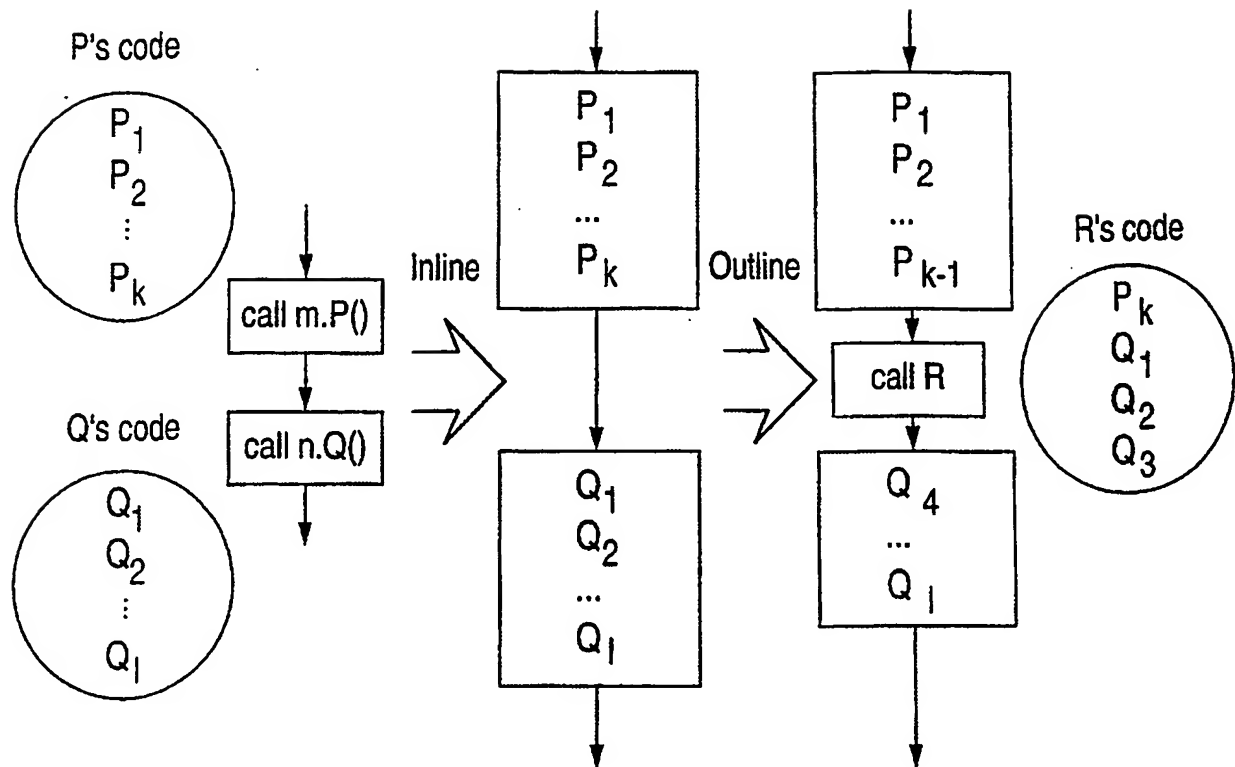 P's code
P1
P2
...
Pk
call m.P()
call n.Q()
Q's code
Q1
Q2
...
Ql
Inline
P1
P2
...
Pk
Q1
Q2
...
Ql
Outline
P1
P2
...
Pk-1
call R
Q4
...
Ql
R's code
Pk
Q1
Q2
Q3